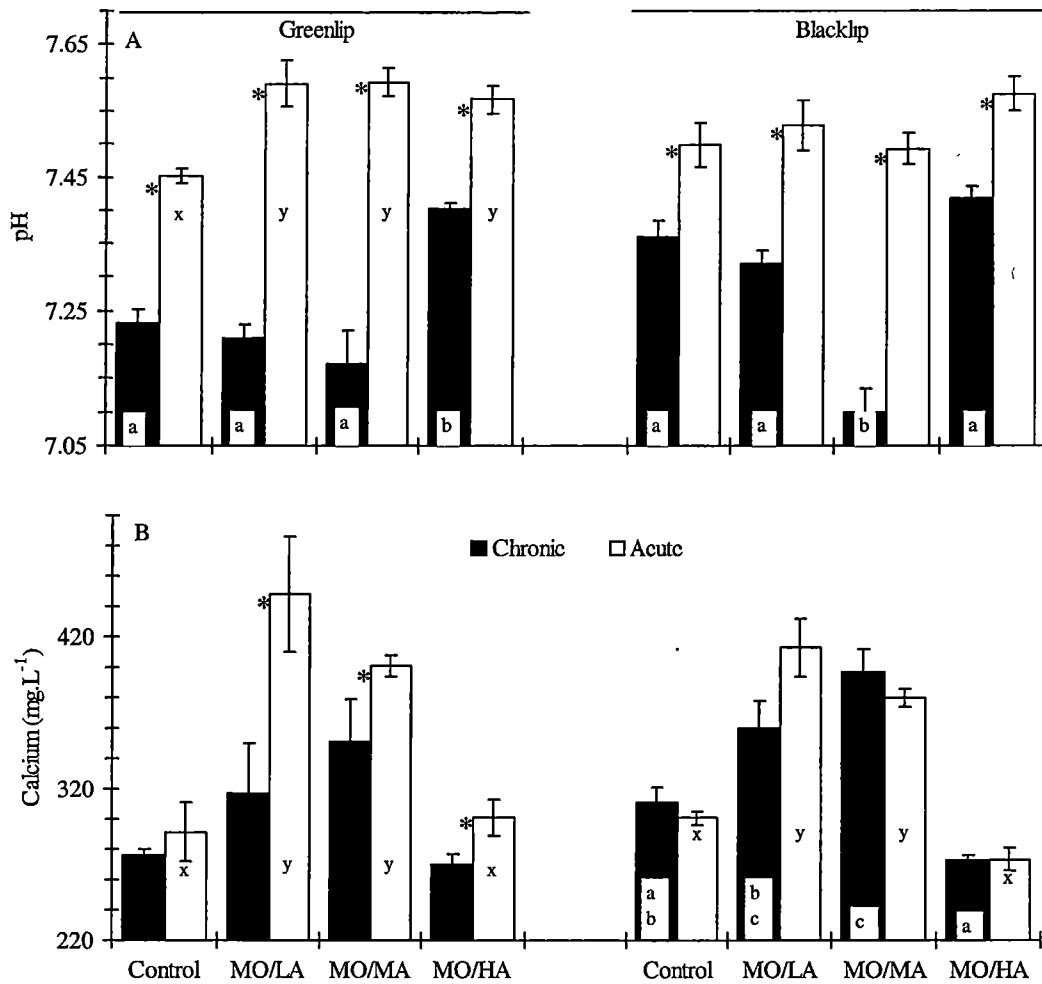 A
Greenlip
Blacklip
7.65
7.45
7.25
7.05
pH
* * * * * * * *
x y y y
a a a b a a b a
B
Chronic Acute
420
320
220
Calcium (mg.L-1)
* * *
x y y x x y y x
a b b c c a
Control MO/LA MO/MA MO/HA Control MO/LA MO/MA MO/HA